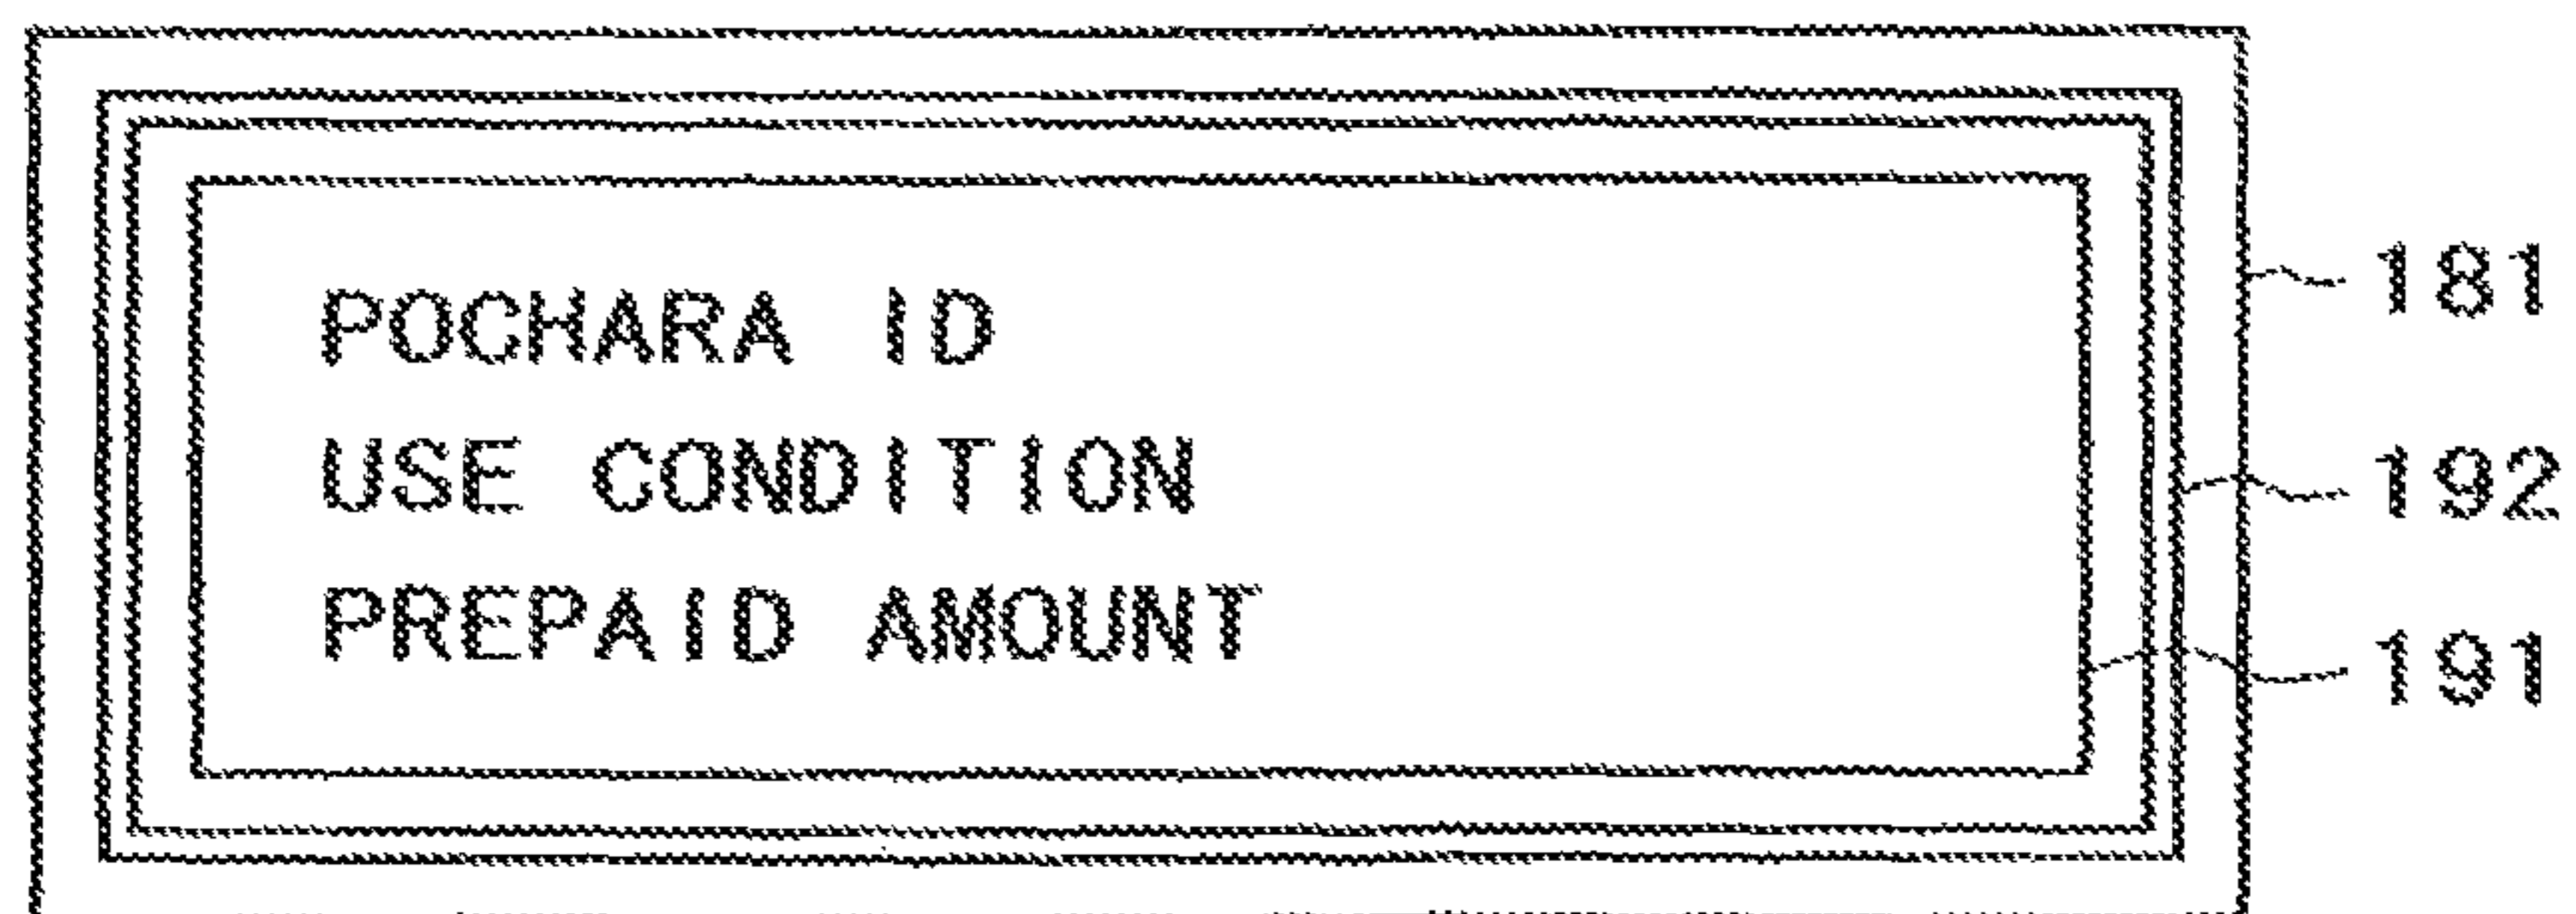 POCHARA ID
USE CONDITION
PREPAID AMOUNT
181
192
191